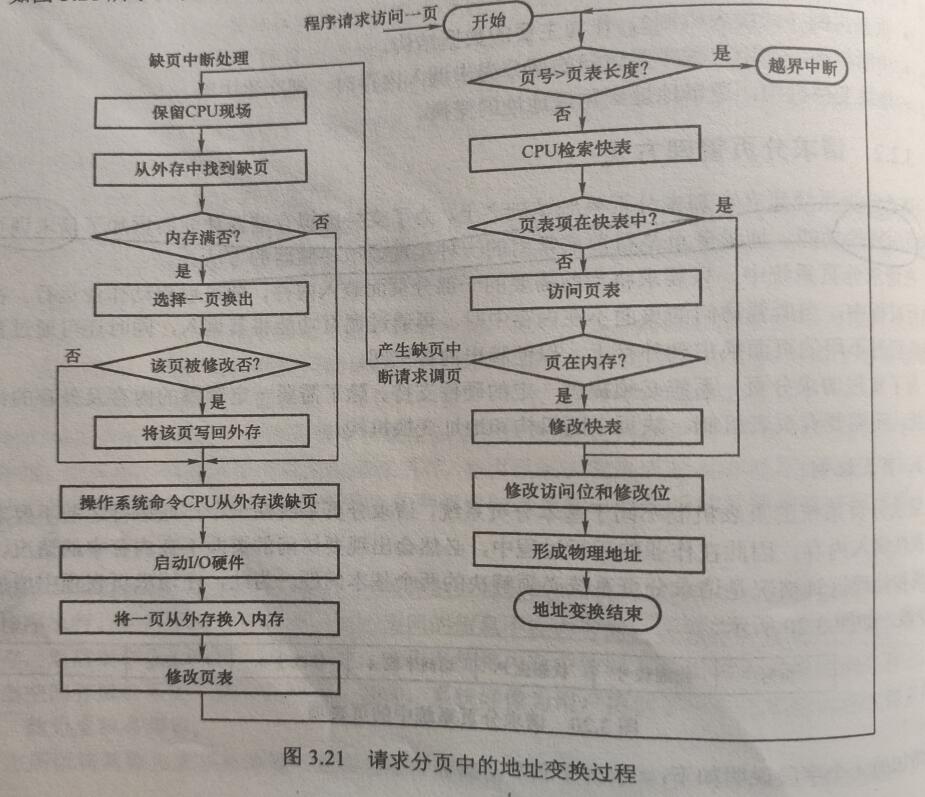 程序请求访问一页
开始
页号>页表长度?
是
越界中断
否
CPU检索快表
页表项在快表中?
是
否
访问页表
页在内存?
产生缺页中
断请求调页
是
修改快表
修改访问位和修改位
形成物理地址
地址变换结束
缺页中断处理
保留CPU现场
从外存中找到缺页
内存满否?
否
是
选择一页换出
该页被修改否?
否
是
将该页写回外存
操作系统命令CPU从外存读缺页
启动I/O硬件
将一页从外存换入内存
修改页表
图 3.21 请求分页中的地址变换过程